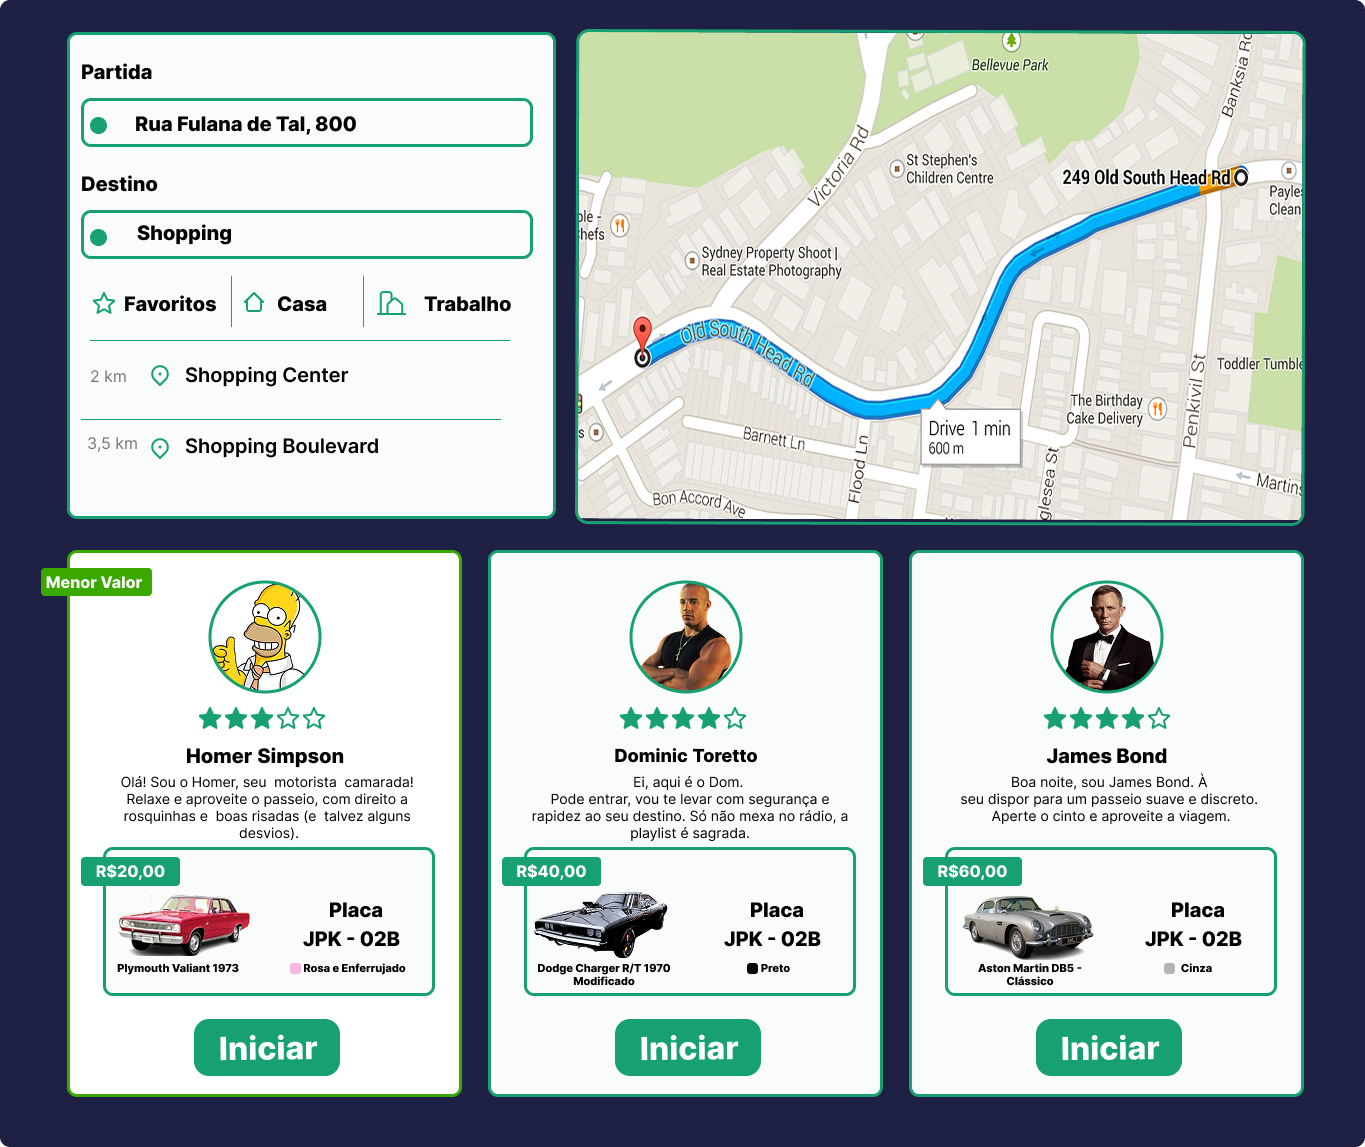 Partida
Rua Fulana de Tal, 800
Destino
Shopping
Favoritos
Casa
Trabalho
2 km
Shopping Center
3,5 km
Shopping Boulevard
Bellevue Park
Banksia Rd
Victoria Rd
St Stephen's
Children Centre
249 Old South Head Rd
Payles
Clean
ple -
hefs
Sydney Property Shoot |
Real Estate Photography
Old South Head Rd
Toddler Tumble
The Birthday
Cake Delivery
Penkivil St
Drive 1 min
600 m
s
Barnett Ln
Flood Ln
glesea St
Martins
Bon Accord Ave
Menor Valor
Homer Simpson
Olá! Sou o Homer, seu motorista camarada!
Relaxe e aproveite o passeio, com direito a
rosquinhas e boas risadas (e talvez alguns
desvios).
R$20,00
Placa
JPK - 02B
Plymouth Valiant 1973
Rosa e Enferrujado
Iniciar
Dominic Toretto
Ei, aqui é o Dom.
Pode entrar, vou te levar com segurança e
rapidez ao seu destino. Só não mexa no rádio, a
playlist é sagrada.
R$40,00
Placa
JPK - 02B
Dodge Charger R/T 1970
Modificado
Preto
Iniciar
James Bond
Boa noite, sou James Bond. À
seu dispor para um passeio suave e discreto.
Aperte o cinto e aproveite a viagem.
R$60,00
Placa
JPK - 02B
Aston Martin DB5 -
Clássico
Cinza
Iniciar